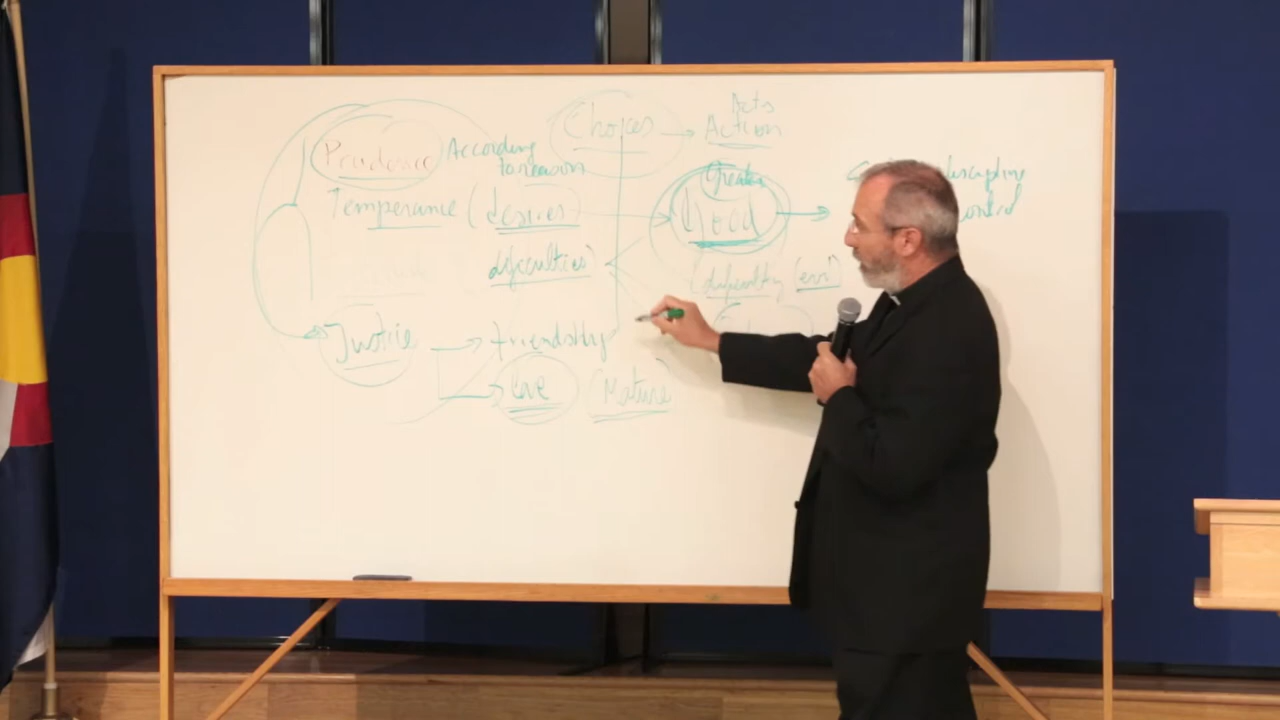 Choices → Acts
Action
Prudence According
to reason
Temperance (desires) Greater
Good →
difficulties)
(difficulty (evil
Justice → friendship
love (Mature)